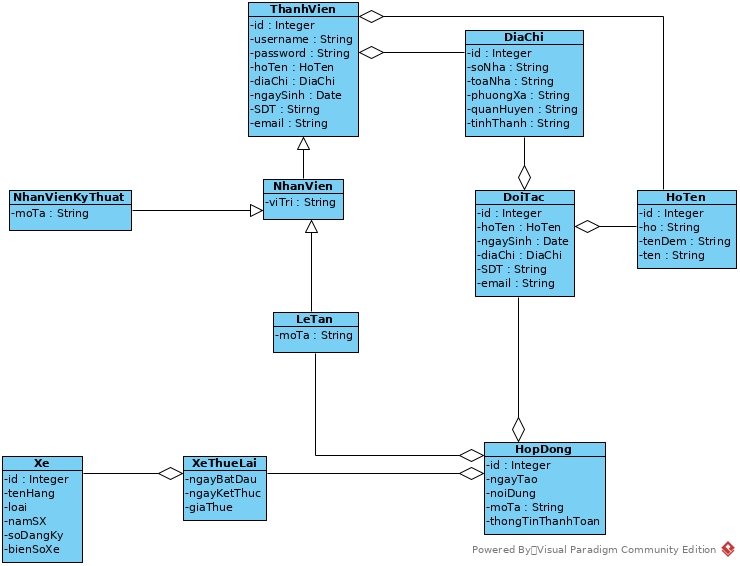 ThanhVien
-id : Integer
-username : String
-password : String
-hoTen : HoTen
-diaChi : DiaChi
-ngaySinh : Date
-SDT : Stirng
-email : String
DiaChi
-id : Integer
-soNha : String
-toaNha : String
-phuongXa : String
-quanHuyen : String
-tinhThanh : String
NhanVienKyThuat
-moTa : String
NhanVien
-viTri : String
DoiTac
-id : Integer
-hoTen : HoTen
-ngaySinh : Date
-diaChi : DiaChi
-SDT : String
-email : String
HoTen
-id : Integer
-ho : String
-tenDem : String
-ten : String
LeTan
-moTa : String
Xe
-id : Integer
-tenHang
-loai
-namSX
-soDangKy
-bienSoXe
XeThueLai
-ngayBatDau
-ngayKetThuc
-giaThue
HopDong
-id : Integer
-ngayTao
-noiDung
-moTa : String
-thongTinThanhToan
Powered By Visual Paradigm Community Edition